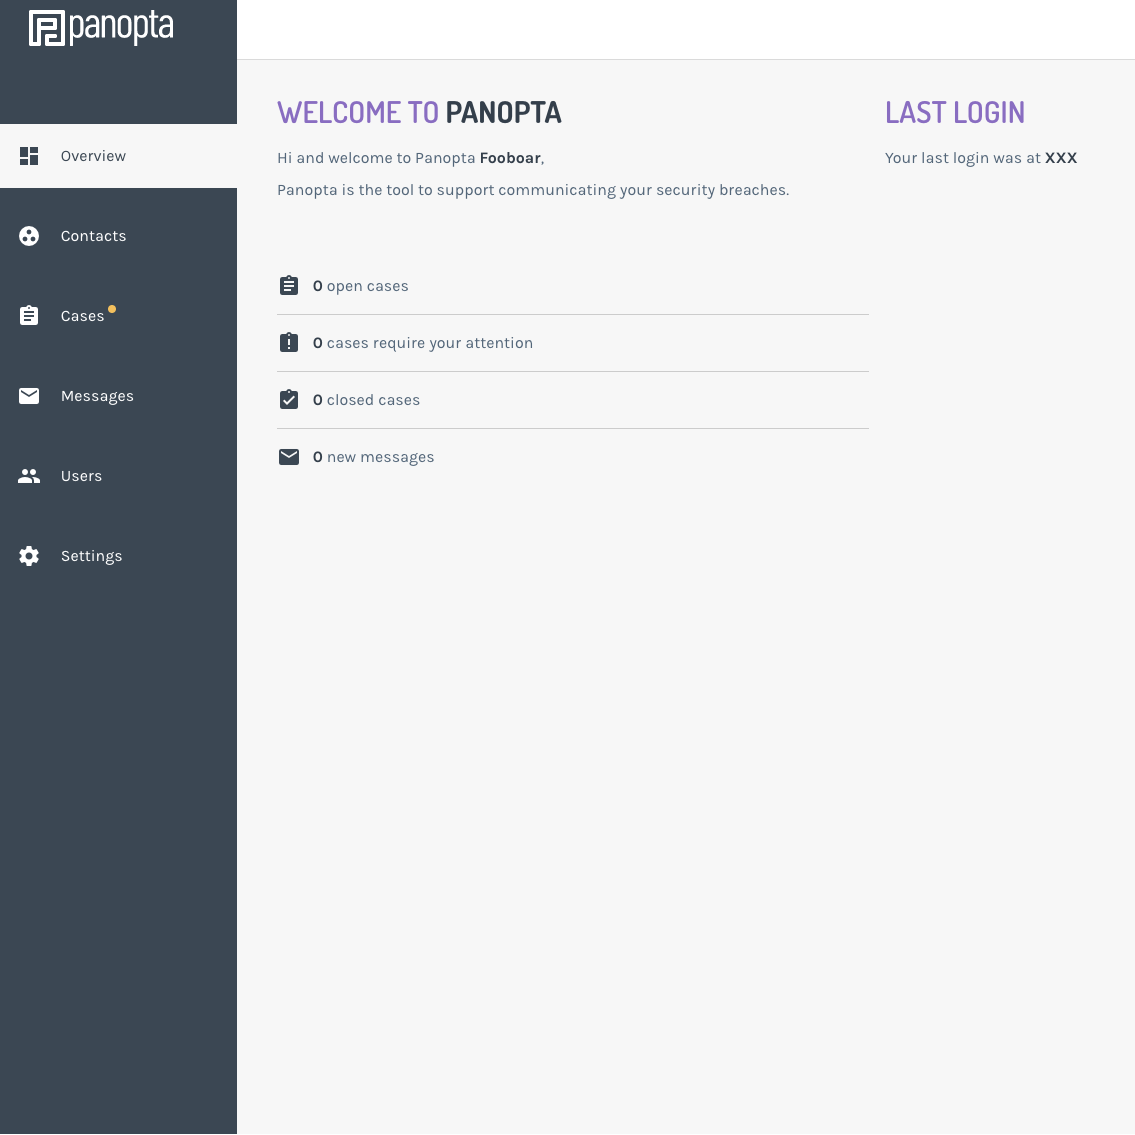 panopta
Overview
Contacts
Cases
Messages
Users
Settings
WELCOME TO PANOPTA
Hi and welcome to Panopta Fooboar,
Panopta is the tool to support communicating your security breaches.
0 open cases
0 cases require your attention
0 closed cases
0 new messages
LAST LOGIN
Your last login was at XXX